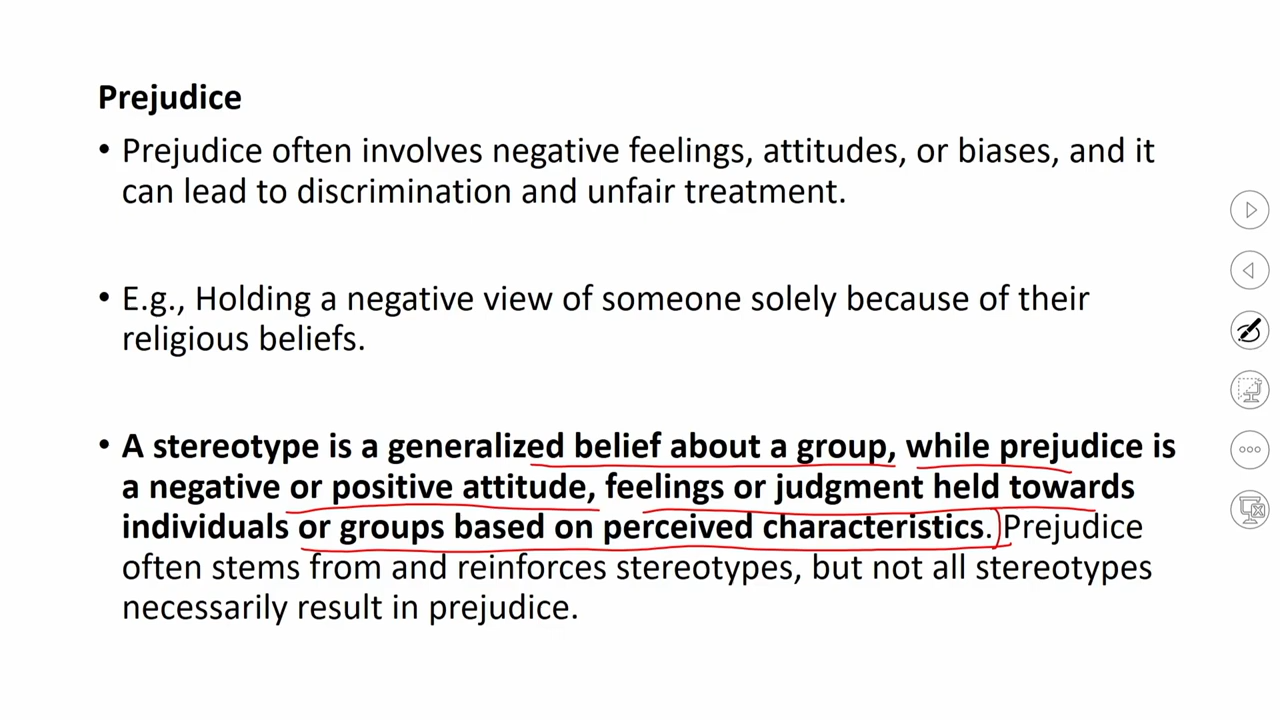 Prejudice
• Prejudice often involves negative feelings, attitudes, or biases, and it
can lead to discrimination and unfair treatment.
• E.g., Holding a negative view of someone solely because of their
religious beliefs.
• A stereotype is a generalized belief about a group, while prejudice is
a negative or positive attitude, feelings or judgment held towards
individuals or groups based on perceived characteristics. Prejudice
often stems from and reinforces stereotypes, but not all stereotypes
necessarily result in prejudice.